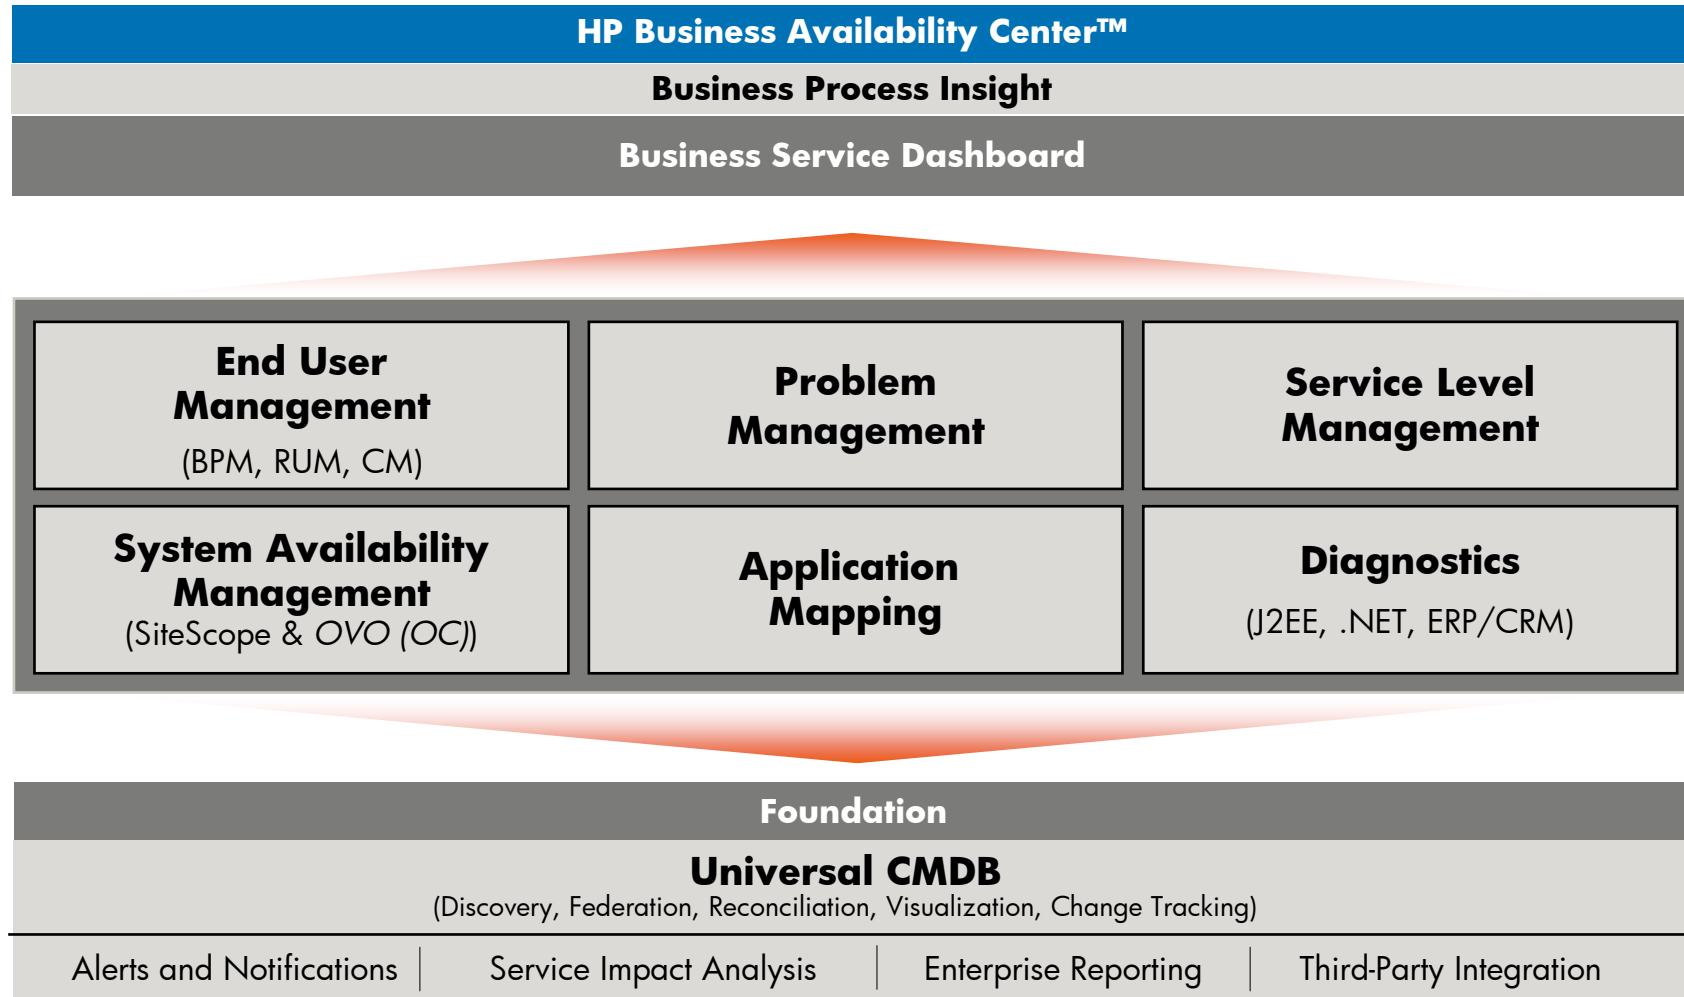 HP Business Availability Center™
Business Process Insight
Business Service Dashboard
End User
Management
(BPM, RUM, CM)
Problem
Management
Service Level
Management
System Availability
Management
(SiteScope & OVO (OC))
Application
Mapping
Diagnostics
(J2EE, .NET, ERP/CRM)
Foundation
Universal CMDB
(Discovery, Federation, Reconciliation, Visualization, Change Tracking)
Alerts and Notifications
Service Impact Analysis
Enterprise Reporting
Third-Party Integration